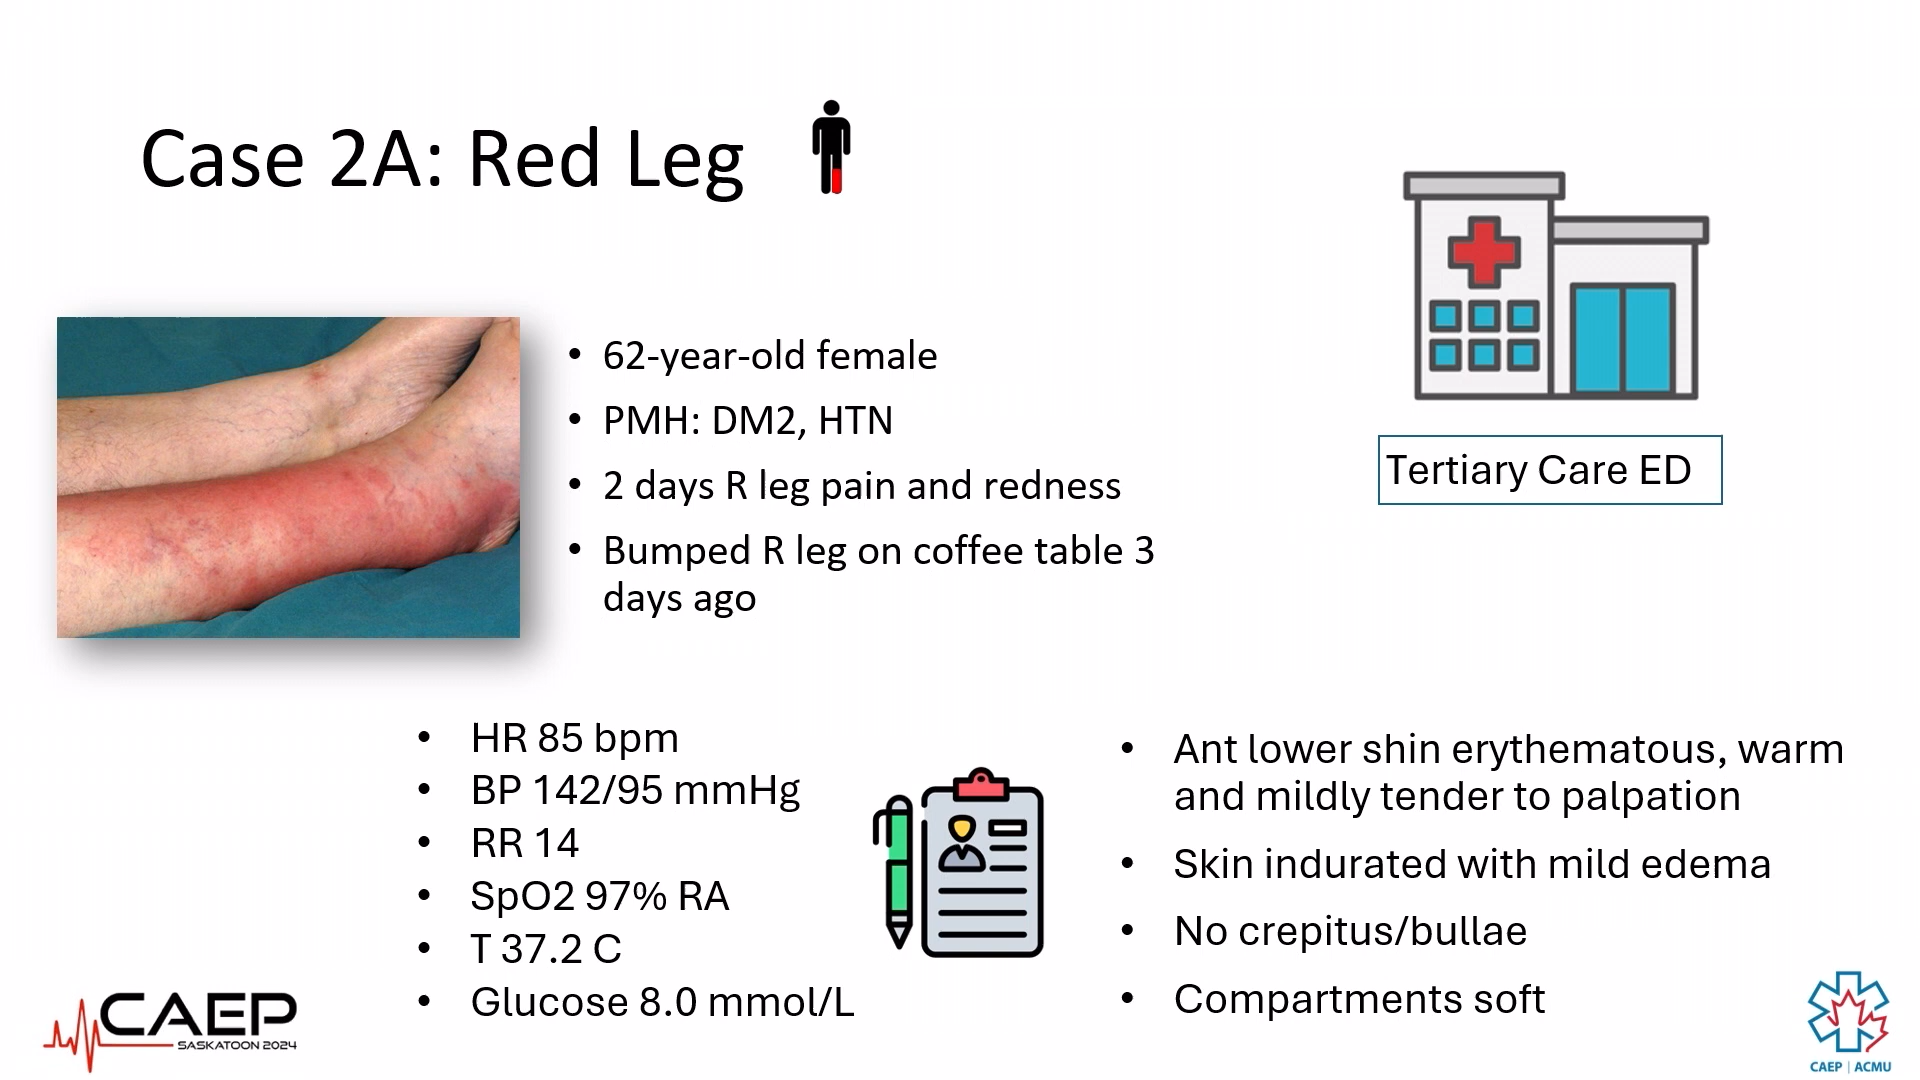 Case 2A: Red Leg
• 62-year-old female
• PMH: DM2, HTN
• 2 days R leg pain and redness
• Bumped R leg on coffee table 3
days ago
Tertiary Care ED
• HR 85 bpm
• BP 142/95 mmHg
• RR 14
• SpO2 97% RA
• T 37.2 C
• Glucose 8.0 mmol/L
• Ant lower shin erythematous, warm
and mildly tender to palpation
• Skin indurated with mild edema
• No crepitus/bullae
• Compartments soft
CAEP
SASKATOON 2024
CAEP | ACMU